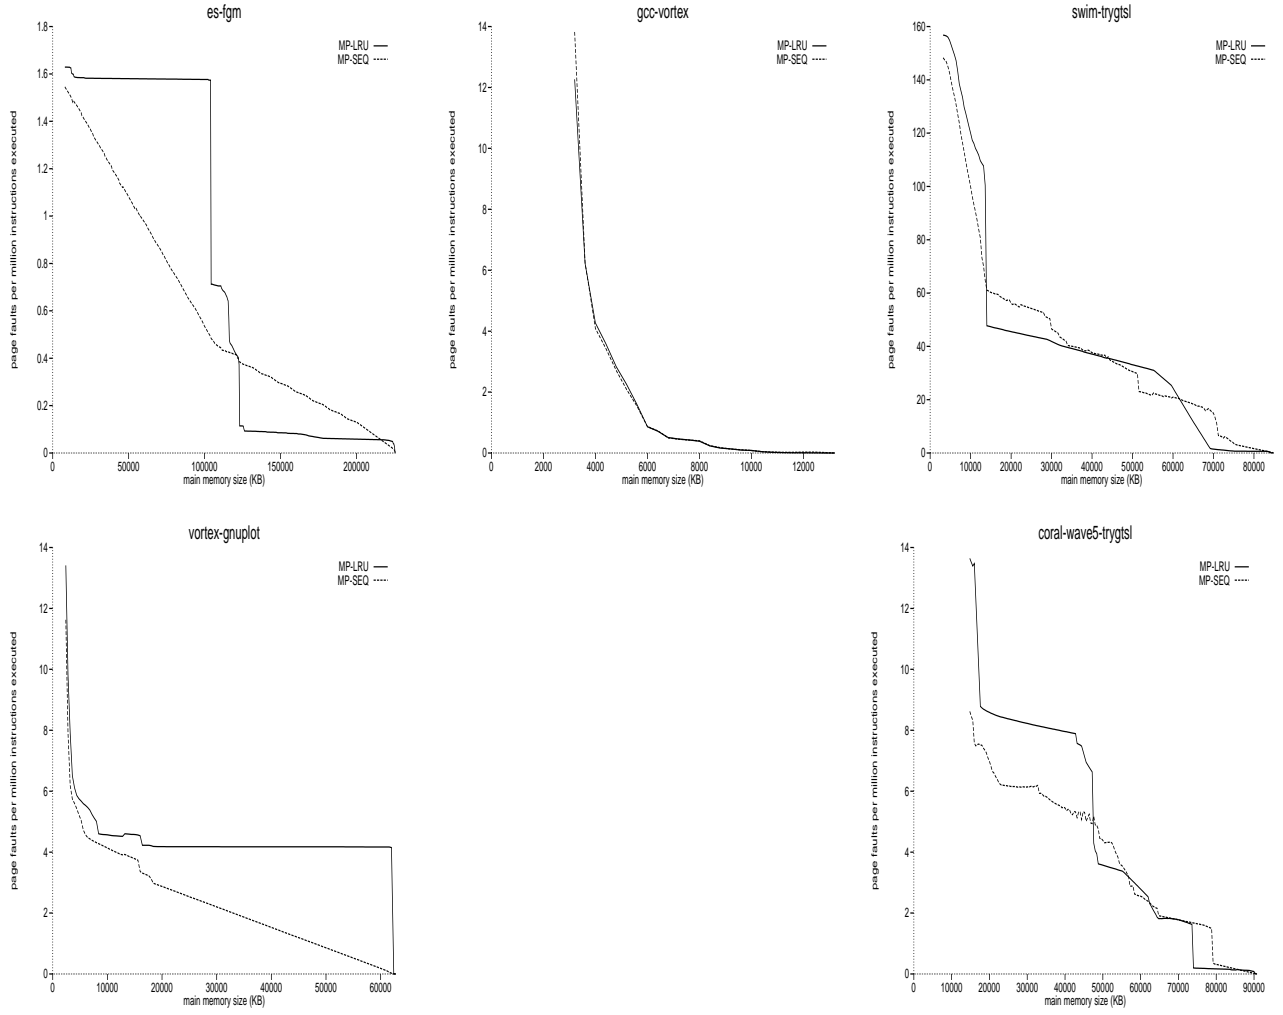 es-fgm
MP-LRU
MP-SEQ
page faults per million instructions executed
1.8
1.6
1.4
1.2
1
0.8
0.6
0.4
0.2
0
0 50000 100000 150000 200000
main memory size (KB)
gcc-vortex
MP-LRU
MP-SEQ
page faults per million instructions executed
14
12
10
8
6
4
2
0
0 2000 4000 6000 8000 10000 12000
main memory size (KB)
swim-trygtsl
MP-LRU
MP-SEQ
page faults per million instructions executed
160
140
120
100
80
60
40
20
0
0 10000 20000 30000 40000 50000 60000 70000 80000
main memory size (KB)
vortex-gnuplot
MP-LRU
MP-SEQ
page faults per million instructions executed
14
12
10
8
6
4
2
0
0 10000 20000 30000 40000 50000 60000
main memory size (KB)
coral-wave5-trygtsl
MP-LRU
MP-SEQ
page faults per million instructions executed
14
12
10
8
6
4
2
0
0 10000 20000 30000 40000 50000 60000 70000 80000 90000
main memory size (KB)